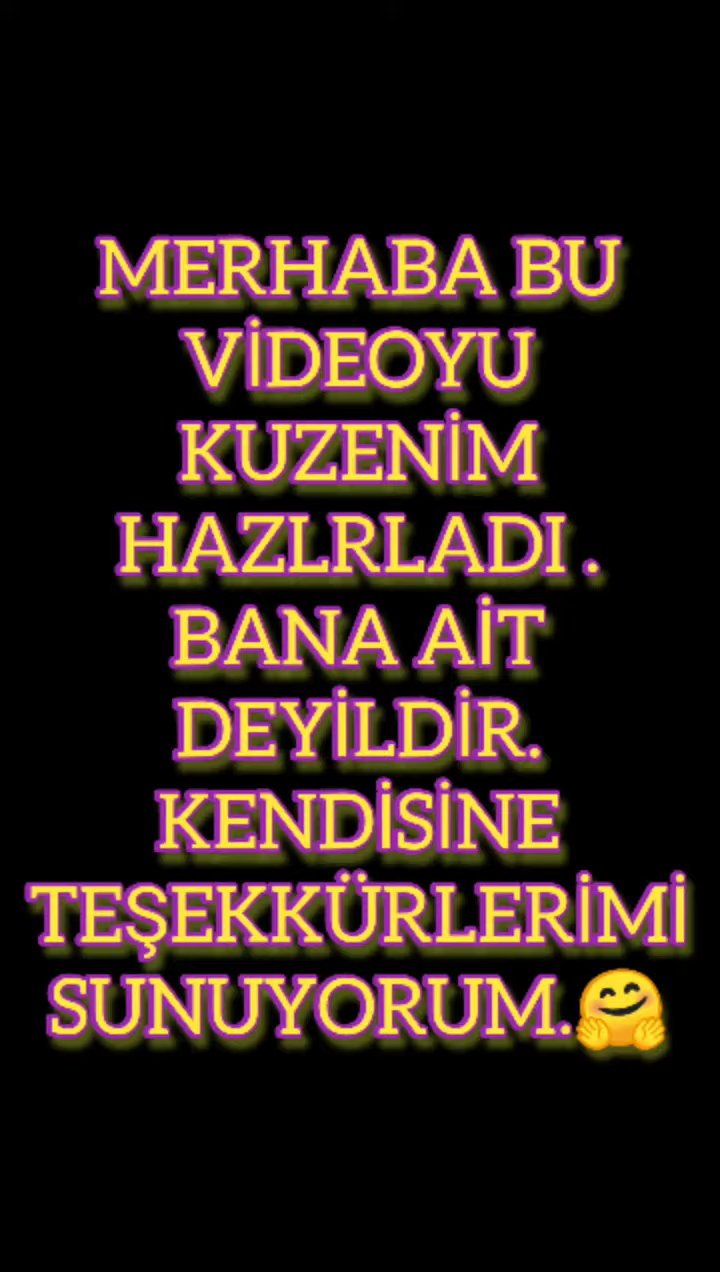 MERHABA BU
VİDEOYU
KUZENİM
HAZLRLADI .
BANA AİT
DEYİLDİR.
KENDİSİNE
TEŞEKKÜRLERİMİ
SUNUYORUM.🤗